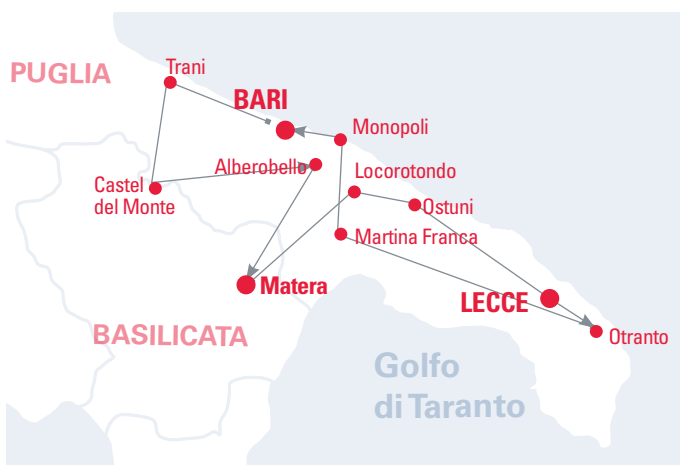 Trani
PUGLIA
BARI
Monopoli
Alberobello
Locorotondo
Castel
del Monte
Ostuni
Martina Franca
Matera
LECCE
BASILICATA
Otranto
Golfo
di Taranto